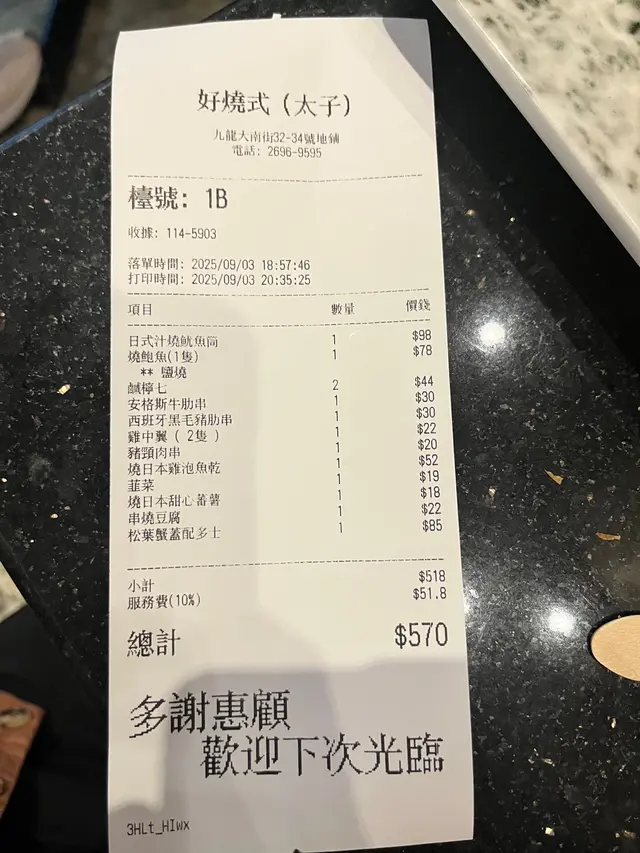 好燒式（太子）
九龍大南街32-34號地鋪
電話: 2696-9595
檯號: 1B
收據: 114-5903
落單時間: 2025/09/03 18:57:46
打印時間: 2025/09/03 20:35:25
項目 數量 價錢
日式汁燒魷魚筒 1 $98
燒鮑魚(1隻) 1 $78
** 鹽燒
鹹檸七 2 $44
安格斯牛肋串 1 $30
西班牙黑毛豬肋串 1 $30
雞中翼 ( 2隻 ) 1 $22
豬頸肉串 1 $20
燒日本雞泡魚乾 1 $52
韮菜 1 $19
燒日本甜心蕃薯 1 $18
串燒豆腐 1 $22
松葉蟹蓋配多士 1 $85
小計 $518
服務費(10%) $51.8
總計 $570
多謝惠顧
歡迎下次光臨
3HLt_HIwx